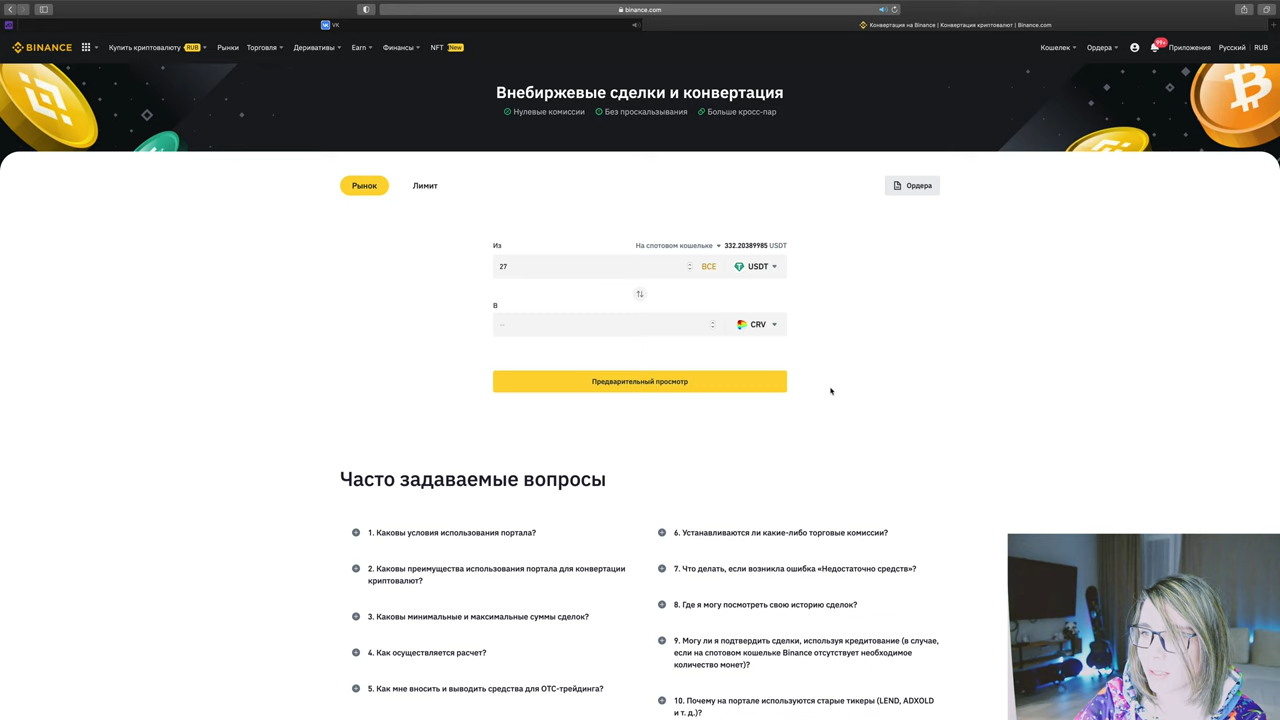 binance.com
VK
Конвертация на Binance | Конвертация криптовалют | Binance.com
BINANCE Купить криптовалюту RUB Рынки Торговля Деривативы Earn Финансы NFT New Кошелек Ордера 99+ Приложения Русский RUB
Внебиржевые сделки и конвертация
Нулевые комиссии Без проскальзывания Больше кросс-пар
Рынок Лимит Ордера
Из На спотовом кошельке 332.20389985 USDT
27 ВСЕ USDT
В
CRV
Предварительный просмотр
Часто задаваемые вопросы
1. Каковы условия использования портала?
2. Каковы преимущества использования портала для конвертации
криптовалют?
3. Каковы минимальные и максимальные суммы сделок?
4. Как осуществляется расчет?
5. Как мне вносить и выводить средства для ОТС-трейдинга?
6. Устанавливаются ли какие-либо торговые комиссии?
7. Что делать, если возникла ошибка «Недостаточно средств»?
8. Где я могу посмотреть свою историю сделок?
9. Могу ли я подтвердить сделки, используя кредитование (в случае,
если на спотовом кошельке Binance отсутствует необходимое
количество монет)?
10. Почему на портале используются старые тикеры (LEND, ADXOLD
и т. д.)?